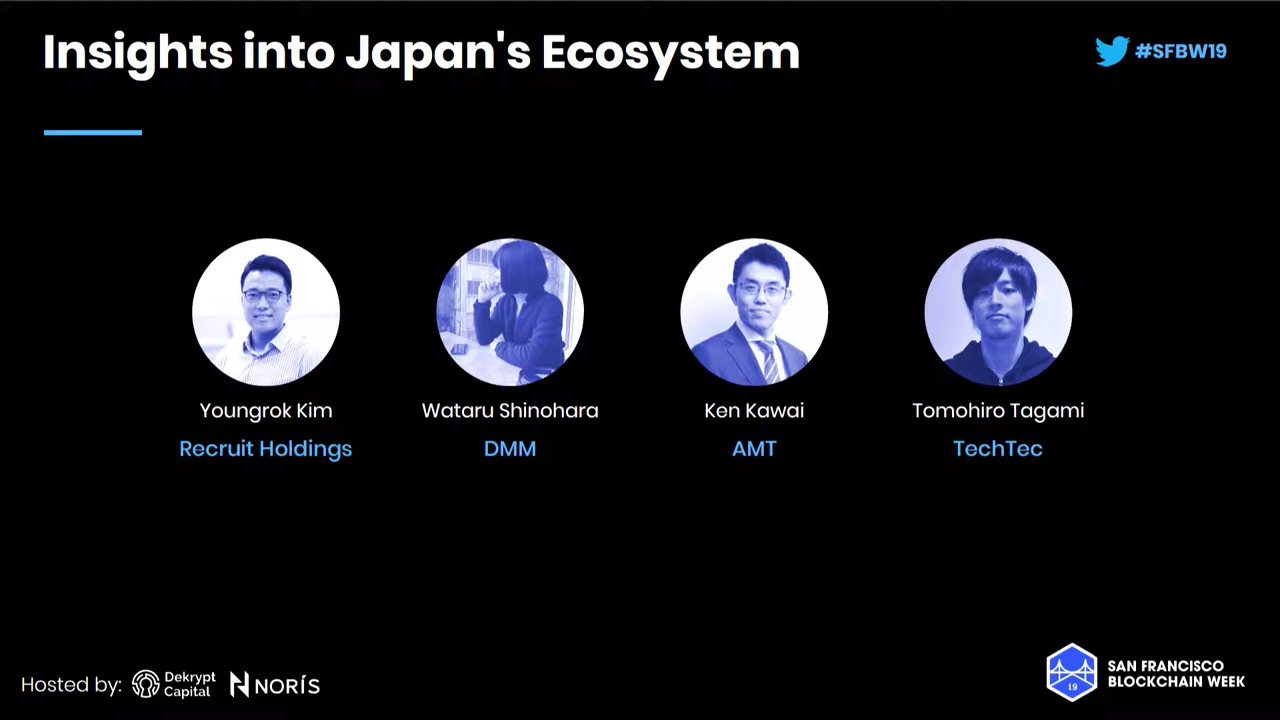 Insights into Japan's Ecosystem
#SFBW19
Youngrok Kim
Recruit Holdings
Wataru Shinohara
DMM
Ken Kawai
AMT
Tomohiro Tagami
TechTec
Hosted by:
Dekrypt
Capital
NORÍS
19
SAN FRANCISCO
BLOCKCHAIN WEEK